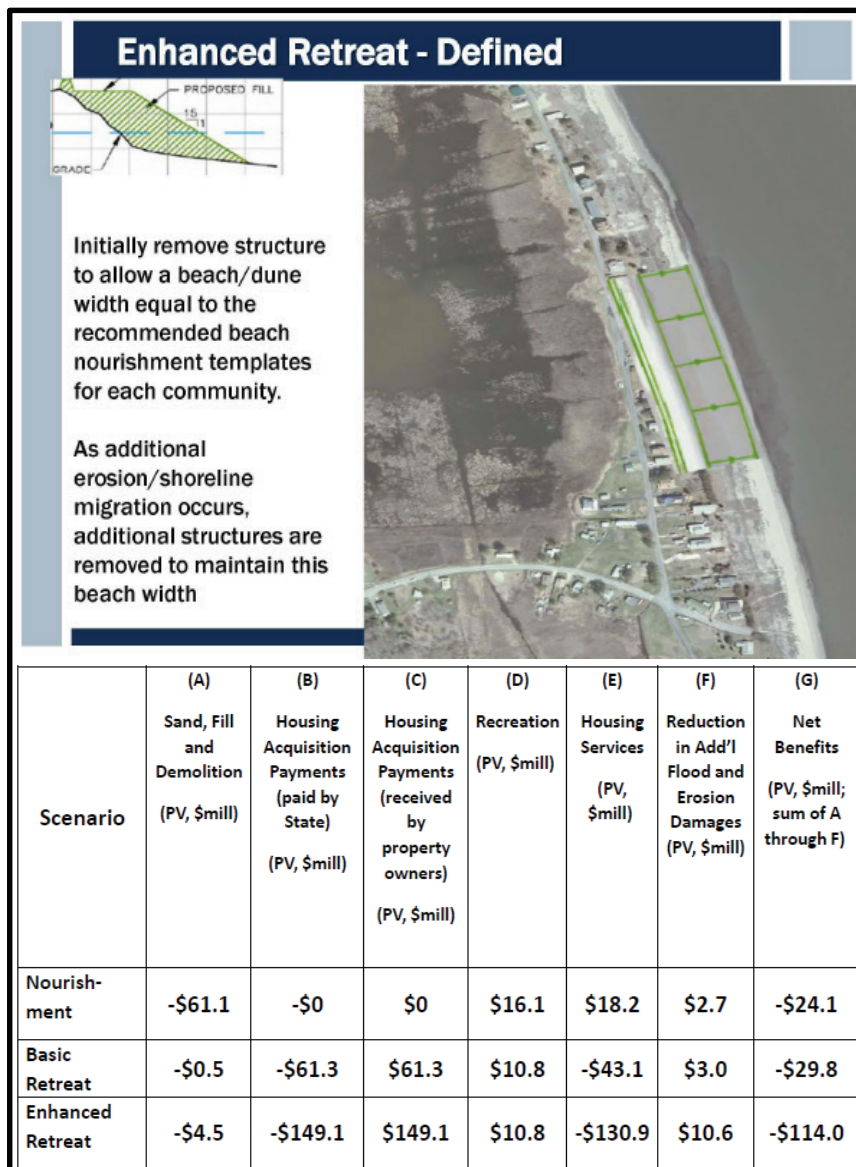 Enhanced Retreat - Defined
PROPOSED FILL
15
1
GRADE
Initially remove structure
to allow a beach/dune
width equal to the
recommended beach
nourishment templates
for each community.
As additional
erosion/shoreline
migration occurs,
additional structures are
removed to maintain this
beach width
Scenario
(A)
Sand, Fill
and
Demolition
(PV, $mill)
(B)
Housing
Acquisition
Payments
(paid by
State)
(PV, $mill)
(C)
Housing
Acquisition
Payments
(received
by
property
owners)
(PV, $mill)
(D)
Recreation
(PV, $mill)
(E)
Housing
Services
(PV,
$mill)
(F)
Reduction
in Add'l
Flood and
Erosion
Damages
(PV, $mill)
(G)
Net
Benefits
(PV, $mill;
sum of A
through F)
Nourish-
ment
-$61.1 -$0 $0 $16.1 $18.2 $2.7 -$24.1
Basic
Retreat
-$0.5 -$61.3 $61.3 $10.8 -$43.1 $3.0 -$29.8
Enhanced
Retreat
-$4.5 -$149.1 $149.1 $10.8 -$130.9 $10.6 -$114.0